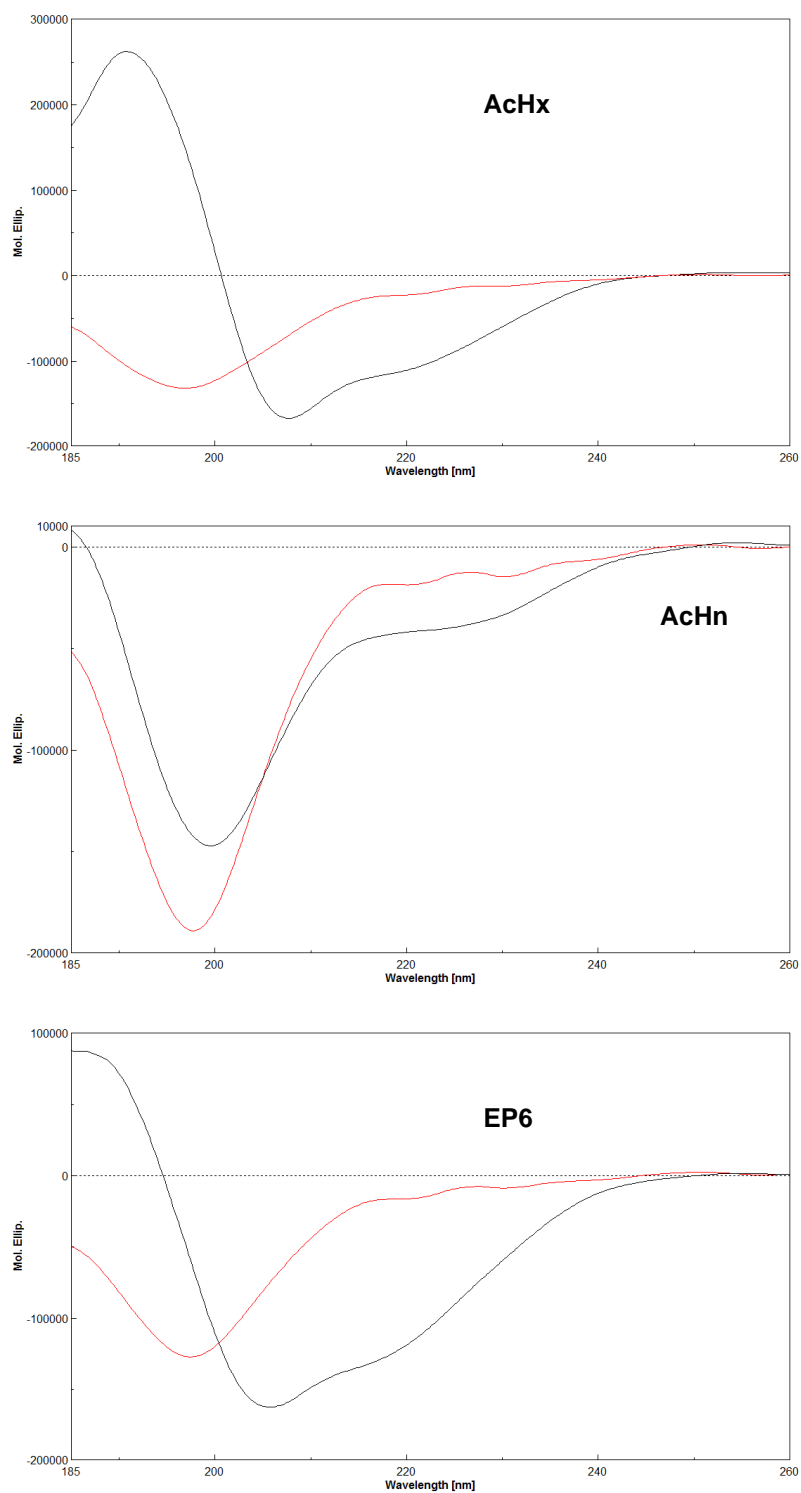 300000
200000
100000
0
-100000
-200000
Mol. Ellip.
AcHx
185 200 220 240 260
Wavelength [nm]
10000
0
-100000
-200000
Mol. Ellip.
AcHn
185 200 220 240 260
Wavelength [nm]
100000
0
-100000
-200000
Mol. Ellip.
EP6
185 200 220 240 260
Wavelength [nm]